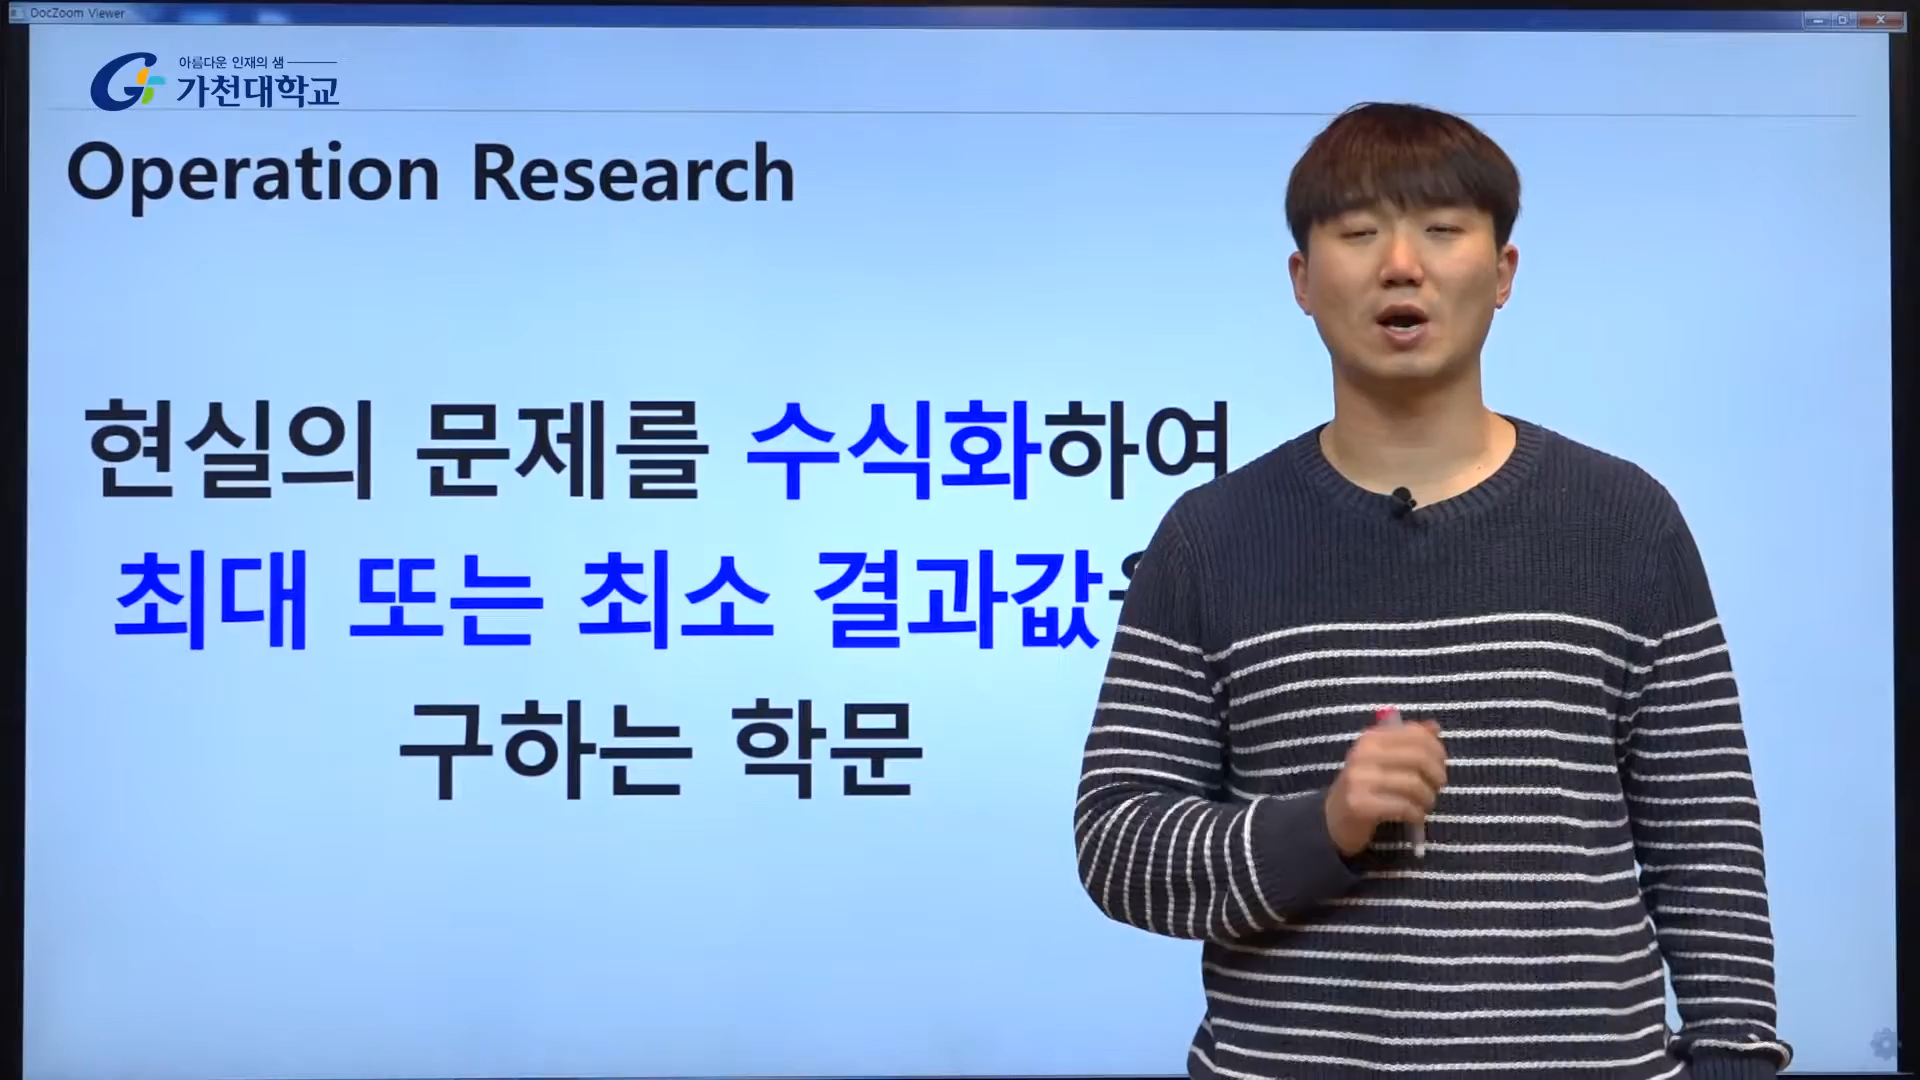 DocZoom Viewer
아름다운 인재의 샘
가천대학교
Operation Research
현실의 문제를 수식화하여
최대 또는 최소 결과값
구하는 학문